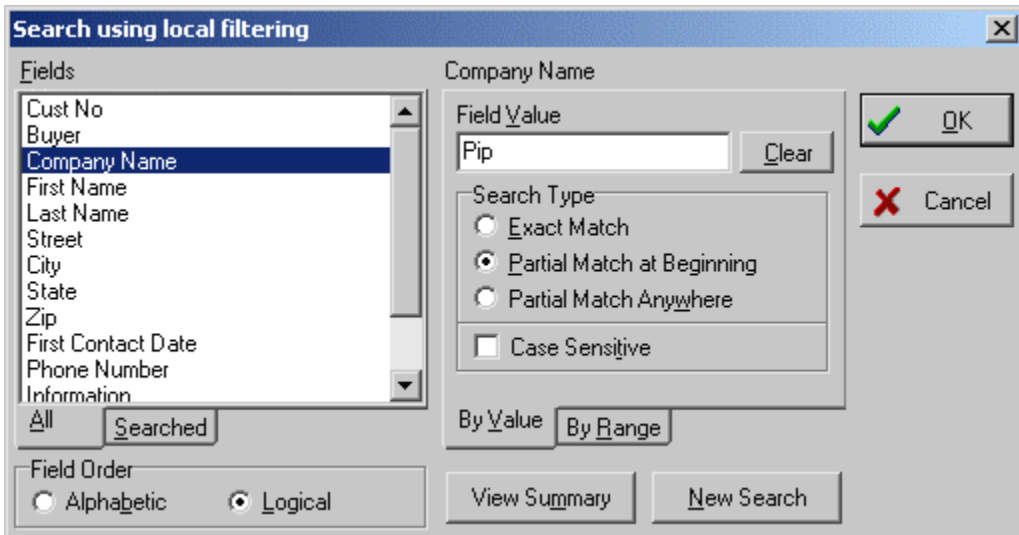 Search using local filtering
Fields
Cust No
Buyer
Company Name
First Name
Last Name
Street
City
State
Zip
First Contact Date
Phone Number
Information
All
Searched
Field Order
Alphabetic
Logical
Company Name
Field Value
Pip
Clear
Search Type
Exact Match
Partial Match at Beginning
Partial Match Anywhere
Case Sensitive
By Value
By Range
View Summary
New Search
OK
Cancel